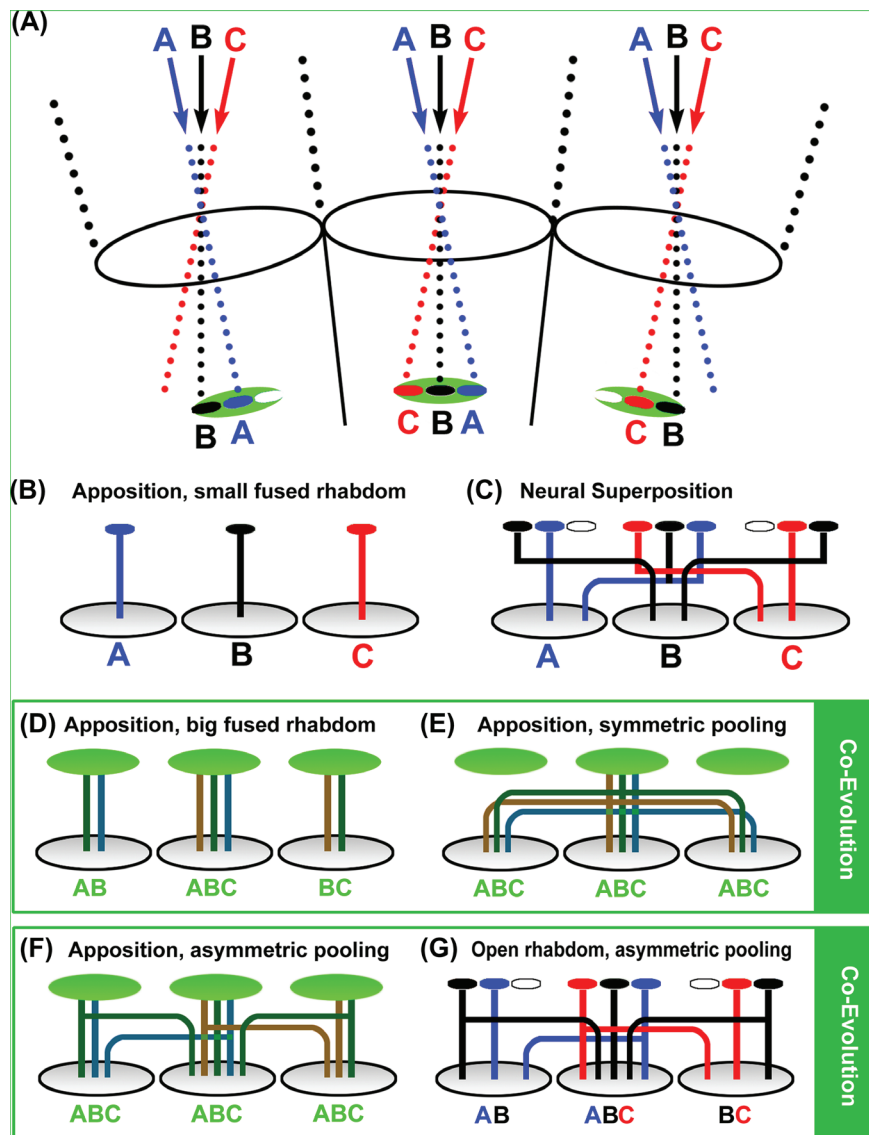 (A)
A B C A B C A B C
B A C B A C B
(B) Apposition, small fused rhabdom
A B C
(C) Neural Superposition
A B C
(D) Apposition, big fused rhabdom
AB ABC BC
(E) Apposition, symmetric pooling
ABC ABC ABC
Co-Evolution
(F) Apposition, asymmetric pooling
ABC ABC ABC
(G) Open rhabdom, asymmetric pooling
AB ABC BC
Co-Evolution